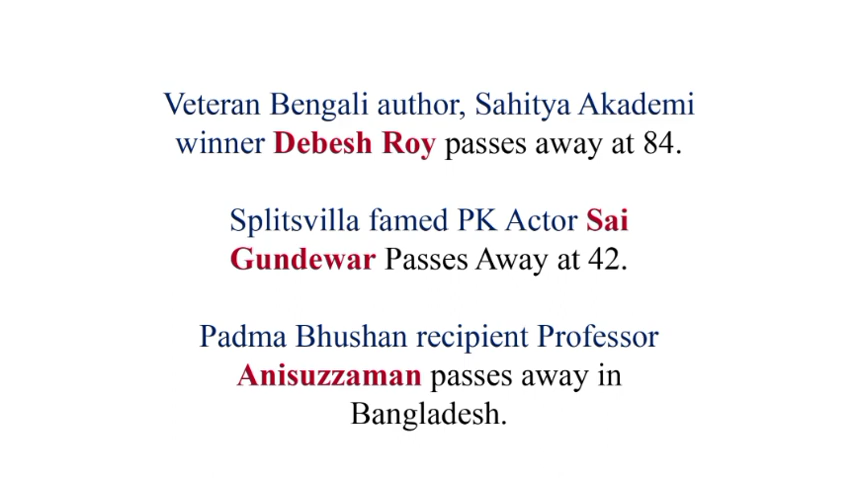 Veteran Bengali author, Sahitya Akademi
winner Debesh Roy passes away at 84.
Splitsvilla famed PK Actor Sai
Gundewar Passes Away at 42.
Padma Bhushan recipient Professor
Anisuzzaman passes away in
Bangladesh.